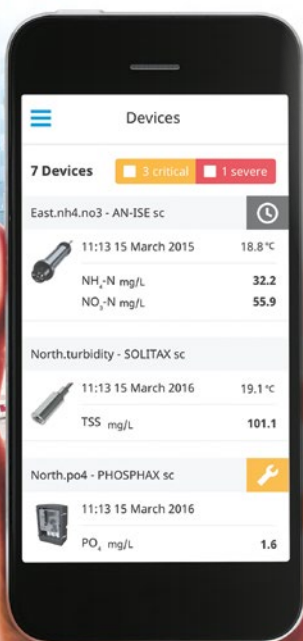 Devices
7 Devices 3 critical 1 severe
East.nh4.no3 - AN-ISE sc
11:13 15 March 2015 18.8°C
NH₄-N mg/L 32.2
NO₃-N mg/L 55.9
North.turbidity - SOLITAX sc
11:13 15 March 2016 19.1°C
TSS mg/L 101.1
North.po4 - PHOSPHAX sc
11:13 15 March 2016
PO₄ mg/L 1.6